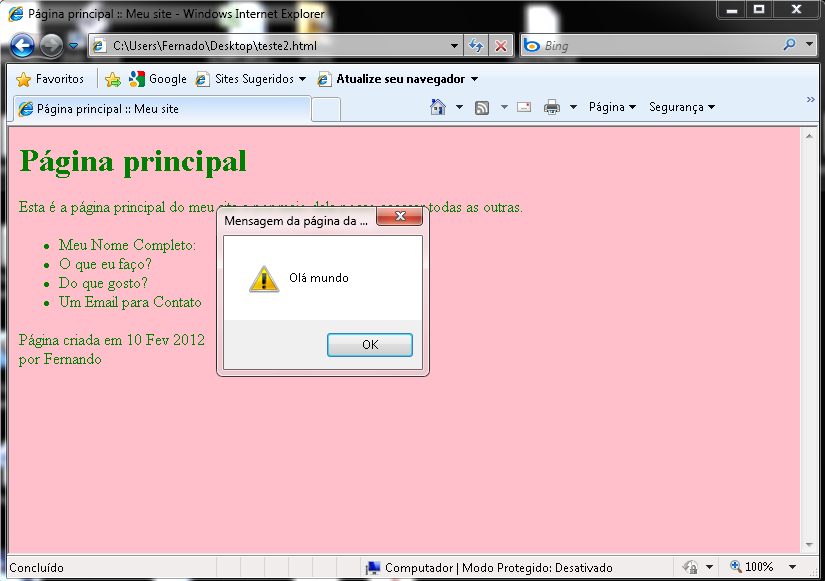 Página principal :: Meu site - Windows Internet Explorer
C:\Users\Fernado\Desktop\teste2.html
Bing
Favoritos
Google
Sites Sugeridos
Atualize seu navegador
Página principal :: Meu site
Página
Segurança
»
Página principal
Esta é a página principal do meu todas as outras.
Mensagem da página da ...
Olá mundo
OK
• Meu Nome Completo:
• O que eu faço?
• Do que gosto?
• Um Email para Contato
Página criada em 10 Fev 2012
por Fernando
Concluído
Computador | Modo Protegido: Desativado
100%